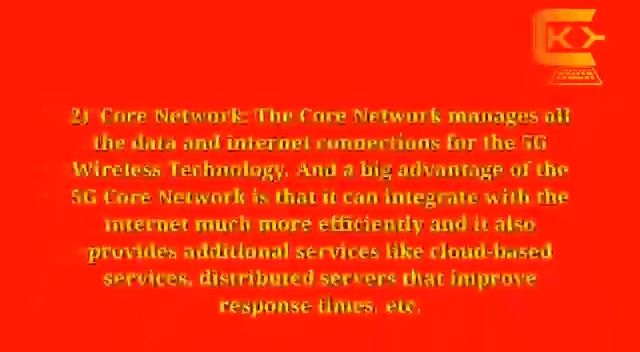 CKY
2) Core Network: The Core Network manages all
the data and internet connections for the 5G
Wireless Technology. And a big advantage of the
5G Core Network is that it can integrate with the
internet much more efficiently and it also
provides additional services like cloud-based
services, distributed servers that improve
response times, etc.